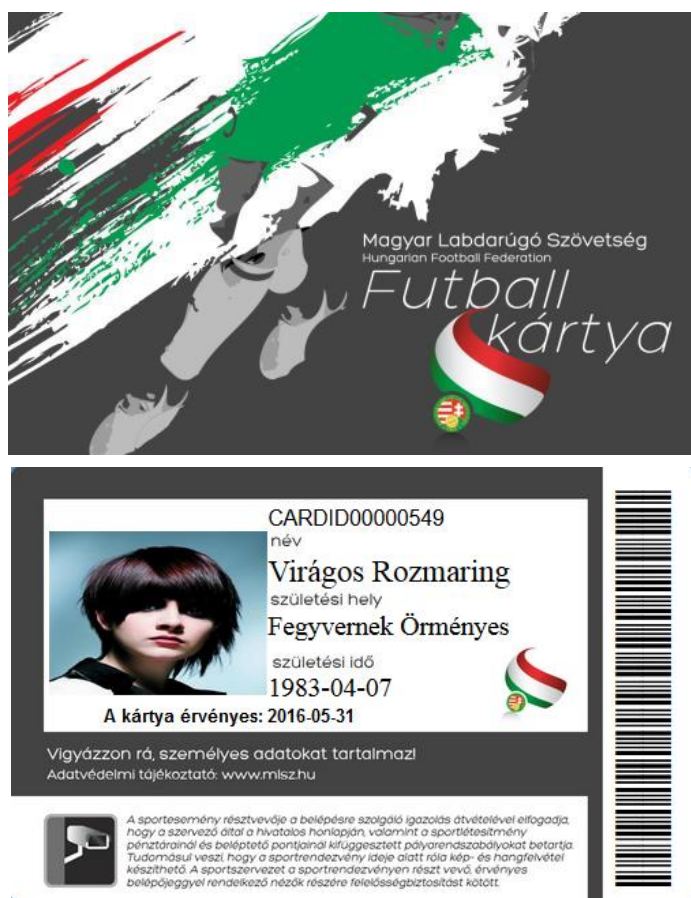 Magyar Labdarúgó Szövetség
Hungarian Football Federation
Futball
kártya
CARDID00000549
név
Virágos Rozmaring
születési hely
Fegyvernek Örményes
születési idő
1983-04-07
A kártya érvényes: 2016-05-31
Vigyázzon rá, személyes adatokat tartalmaz!
Adatvédelmi tájékoztató: www.mlsz.hu
A sportesemény résztvevője a belépésre szolgáló igazolás átvételével elfogadja,
hogy a szervező által a hivatalos honlapján, valamint a sportlétesítmény
pénztárainál és beléptető pontjainál kifüggesztett pályarendszabályokat betartja.
Tudomásul veszi, hogy a sportrendezvény ideje alatt róla kép- és hangfelvétel
készíthető. A sportszervezet a sportrendezvényen részt vevő, érvényes
belépőjeggyel rendelkező nézők részére felelősségbiztosítást kötött.